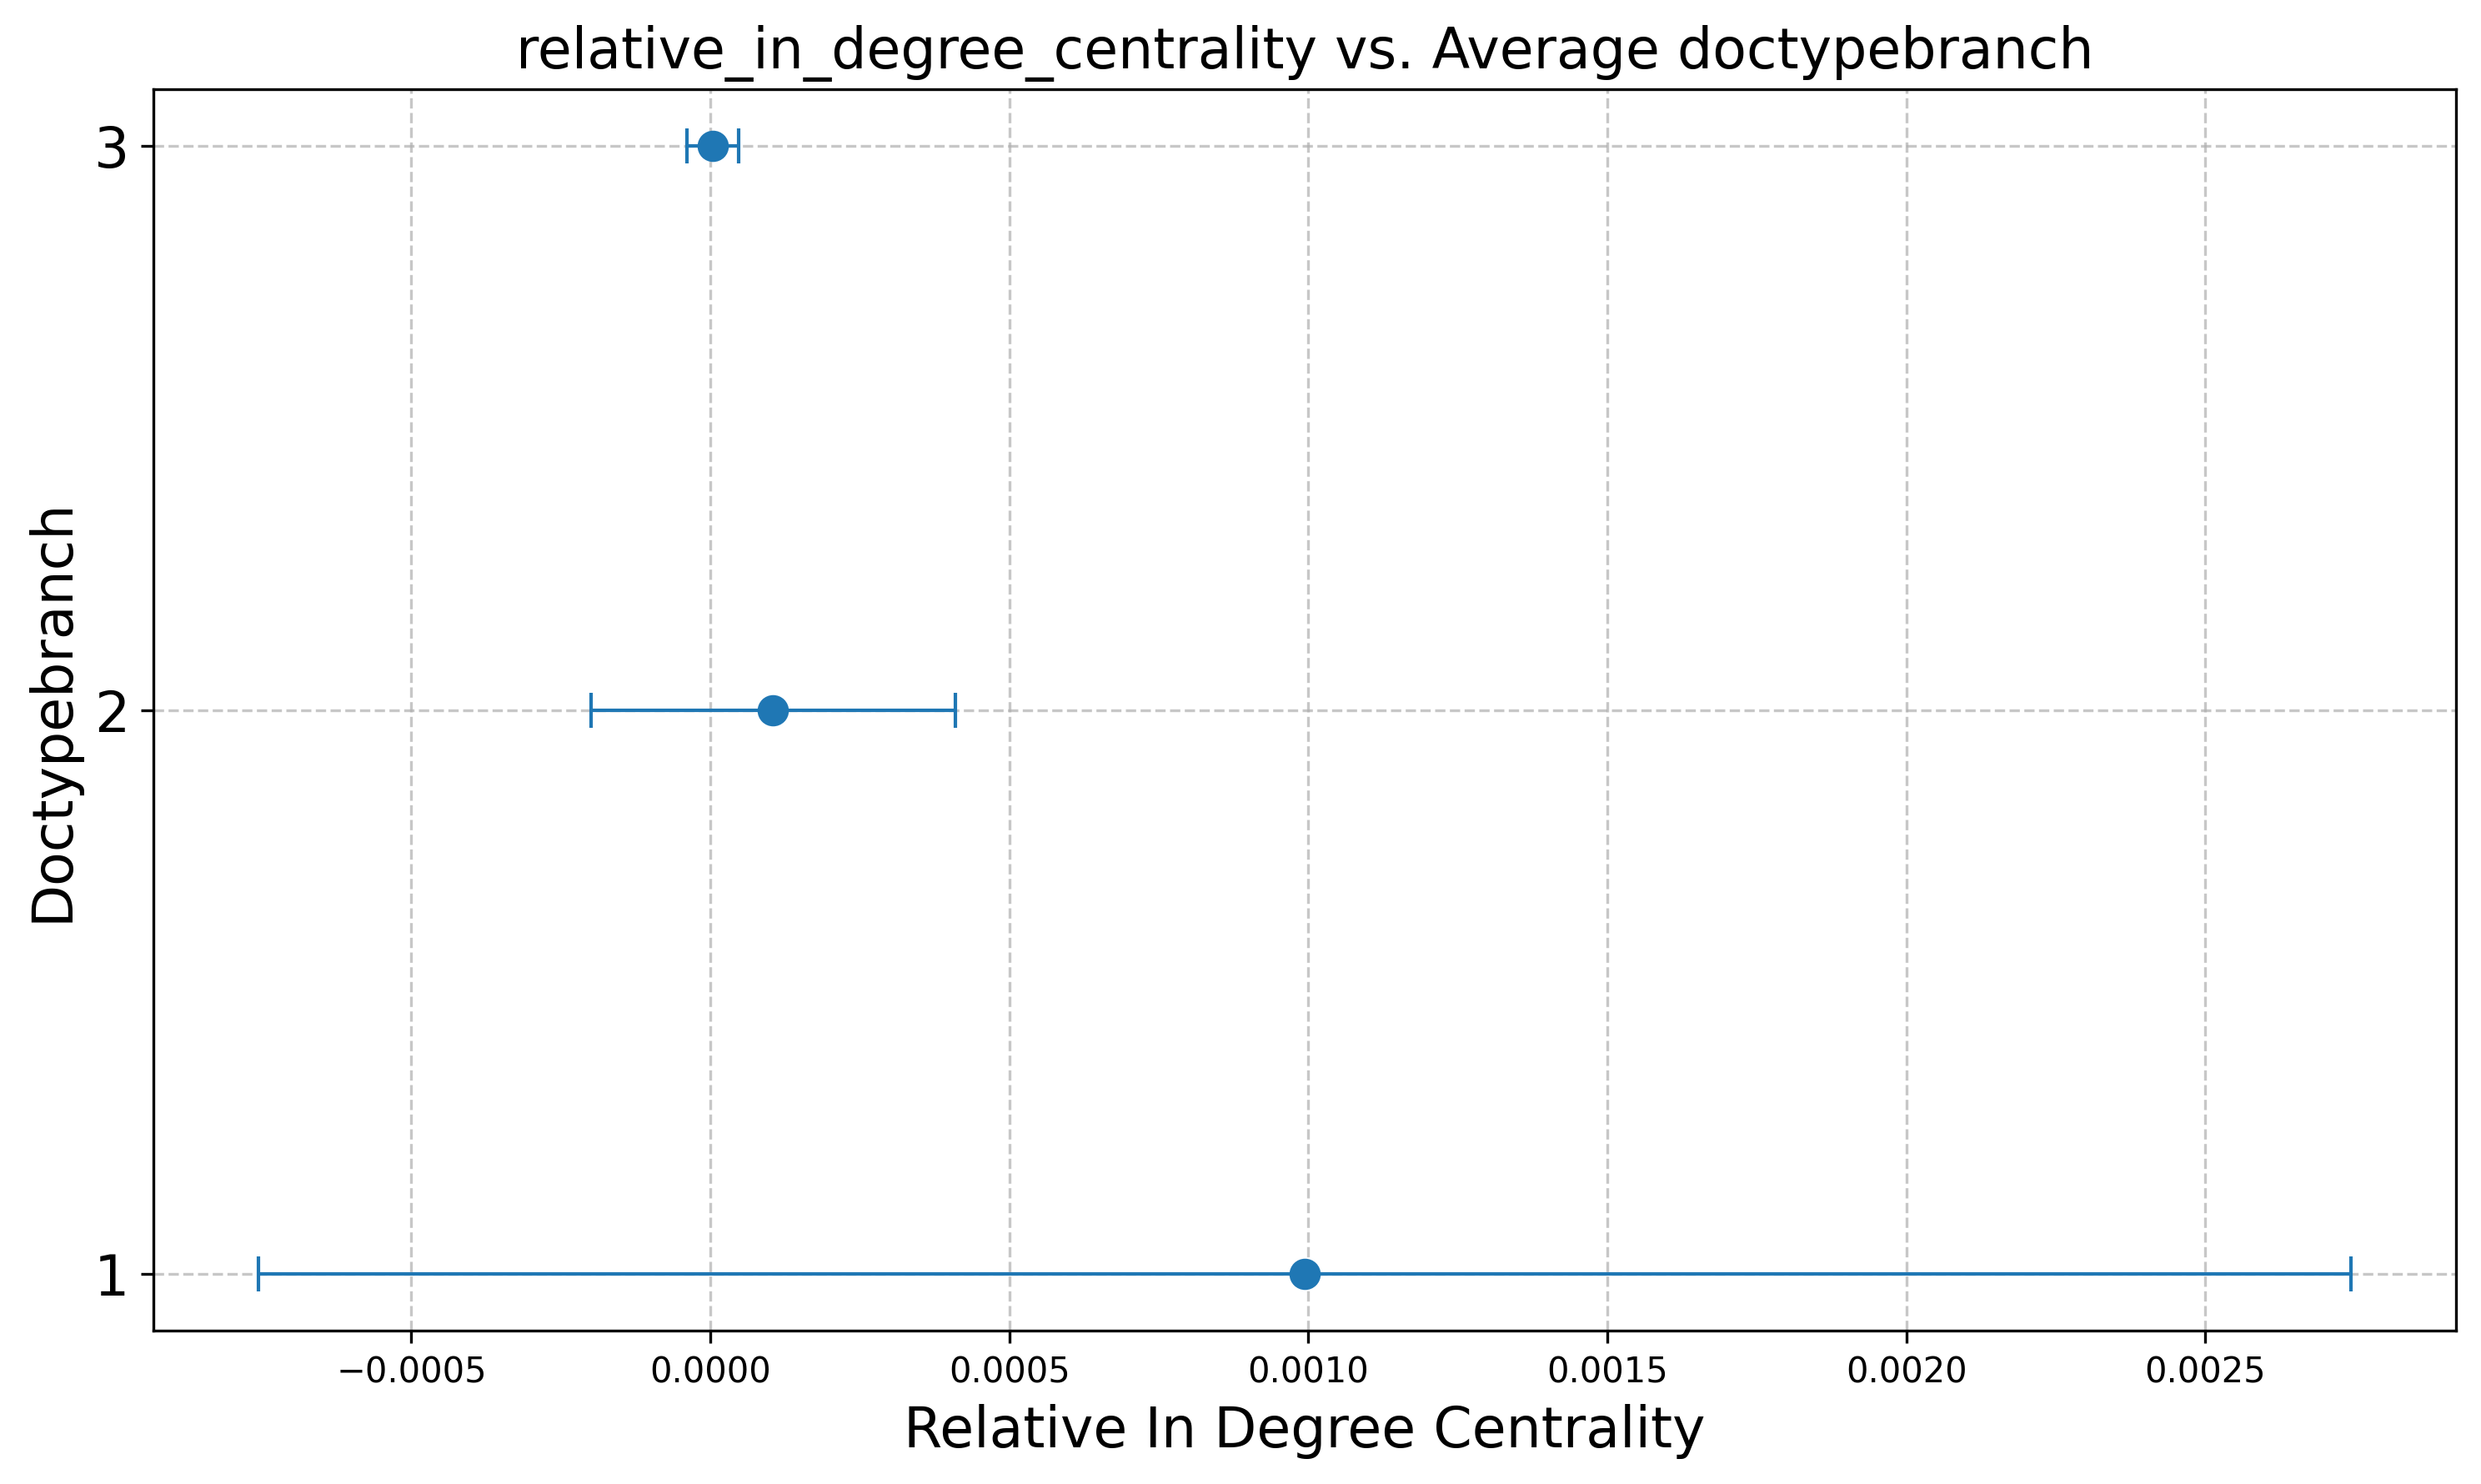 relative_in_degree_centrality vs. Average doctypebranch
Doctypebranch
3
2
1
−0.0005 0.0000 0.0005 0.0010 0.0015 0.0020 0.0025
Relative In Degree Centrality